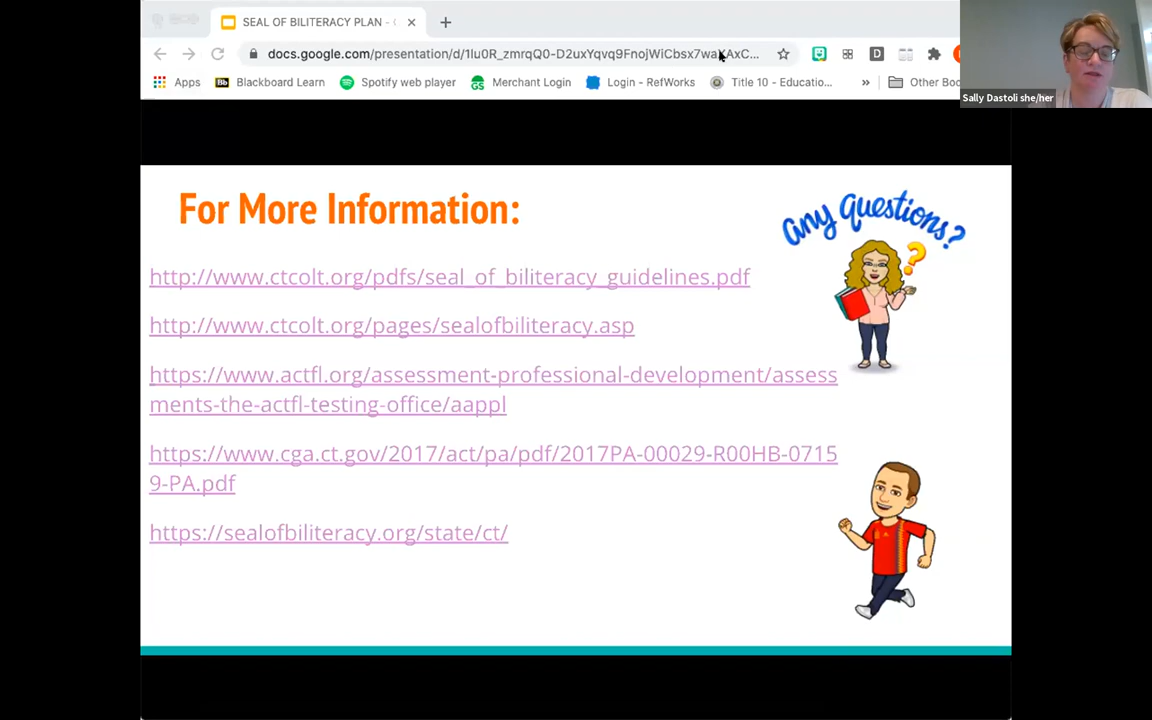 SEAL OF BILITERACY PLAN -
docs.google.com/presentation/d/1lu0R_zmrqQ0-D2uxYqvq9FnojWiCbsx7wa
Apps
Bb
Blackboard Learn
Spotify web player
GS
Merchant Login
Login - RefWorks
Title 10 - Educatio...
»
Other Boo
Sally Dastoli she/her
For More Information:
any questions?
http://www.ctcolt.org/pdfs/seal_of_biliteracy_guidelines.pdf
http://www.ctcolt.org/pages/sealofbiliteracy.asp
https://www.actfl.org/assessment-professional-development/assess
ments-the-actfl-testing-office/aappl
https://www.cga.ct.gov/2017/act/pa/pdf/2017PA-00029-R00HB-0715
9-PA.pdf
https://sealofbiliteracy.org/state/ct/